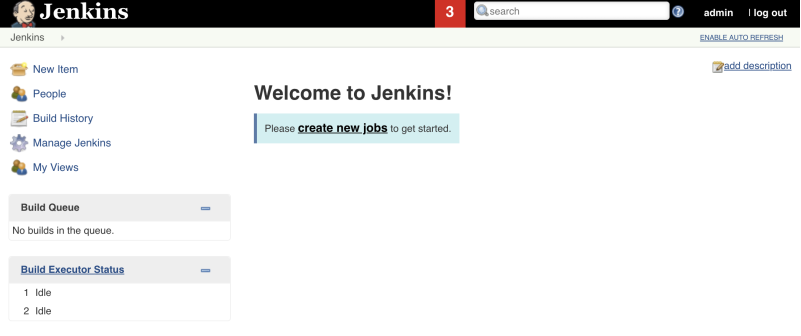 Jenkins
3
search
admin
| log out
Jenkins
ENABLE AUTO REFRESH
New Item
People
Build History
Manage Jenkins
My Views
add description
Welcome to Jenkins!
Please create new jobs to get started.
Build Queue
No builds in the queue.
Build Executor Status
1 Idle
2 Idle